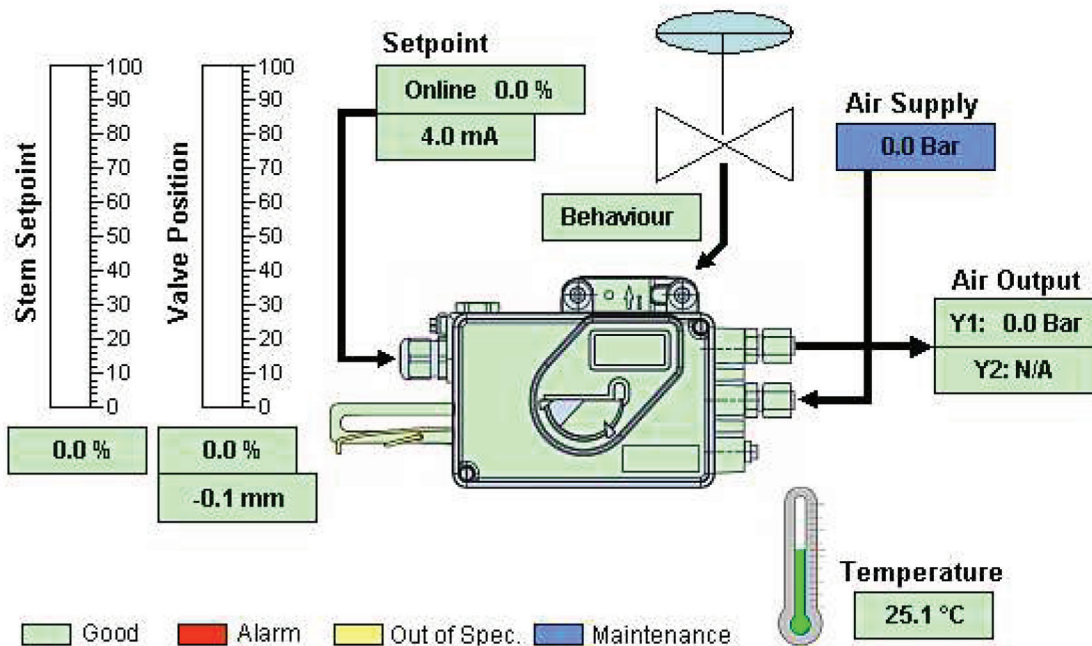 Setpoint
Online 0.0 %
4.0 mA
Stem Setpoint
100
90
80
70
60
50
40
30
20
10
0
0.0 %
Valve Position
100
90
80
70
60
50
40
30
20
10
0
0.0 %
-0.1 mm
Behaviour
Air Supply
0.0 Bar
Air Output
Y1: 0.0 Bar
Y2: N/A
Temperature
25.1 °C
Good
Alarm
Out of Spec.
Maintenance